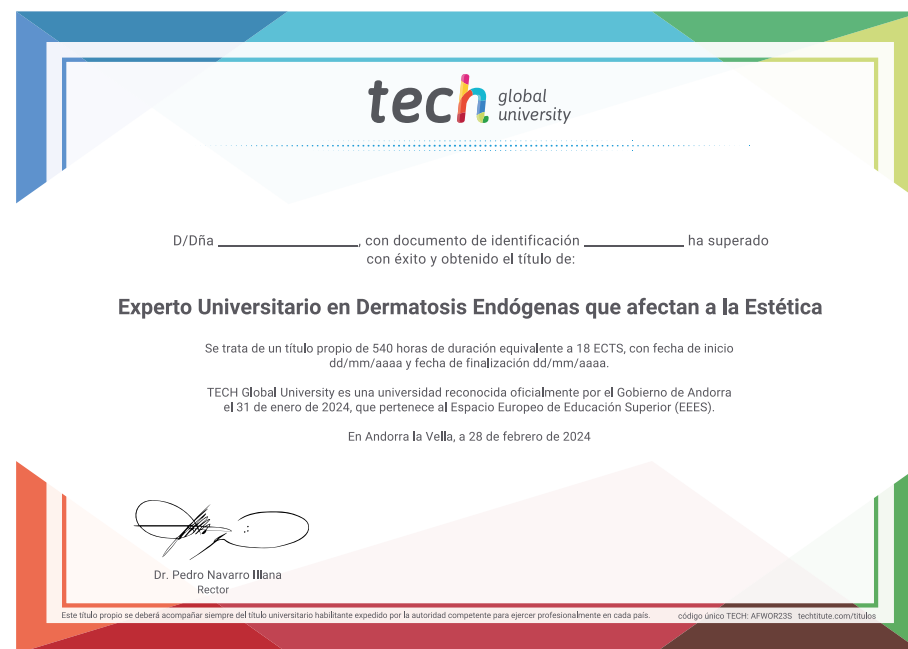 tech global university
D/Dña ____________________, con documento de identificación ______________ ha superado
con éxito y obtenido el título de:
Experto Universitario en Dermatosis Endógenas que afectan a la Estética
Se trata de un título propio de 540 horas de duración equivalente a 18 ECTS, con fecha de inicio
dd/mm/aaaa y fecha de finalización dd/mm/aaaa.
TECH Global University es una universidad reconocida oficialmente por el Gobierno de Andorra
el 31 de enero de 2024, que pertenece al Espacio Europeo de Educación Superior (EEES).
En Andorra la Vella, a 28 de febrero de 2024
Dr. Pedro Navarro Illana
Rector
Este título propio se deberá acompañar siempre del título universitario habilitante expedido por la autoridad competente para ejercer profesionalmente en cada país. código único TECH: AFWOR23S techtitute.com/titulos